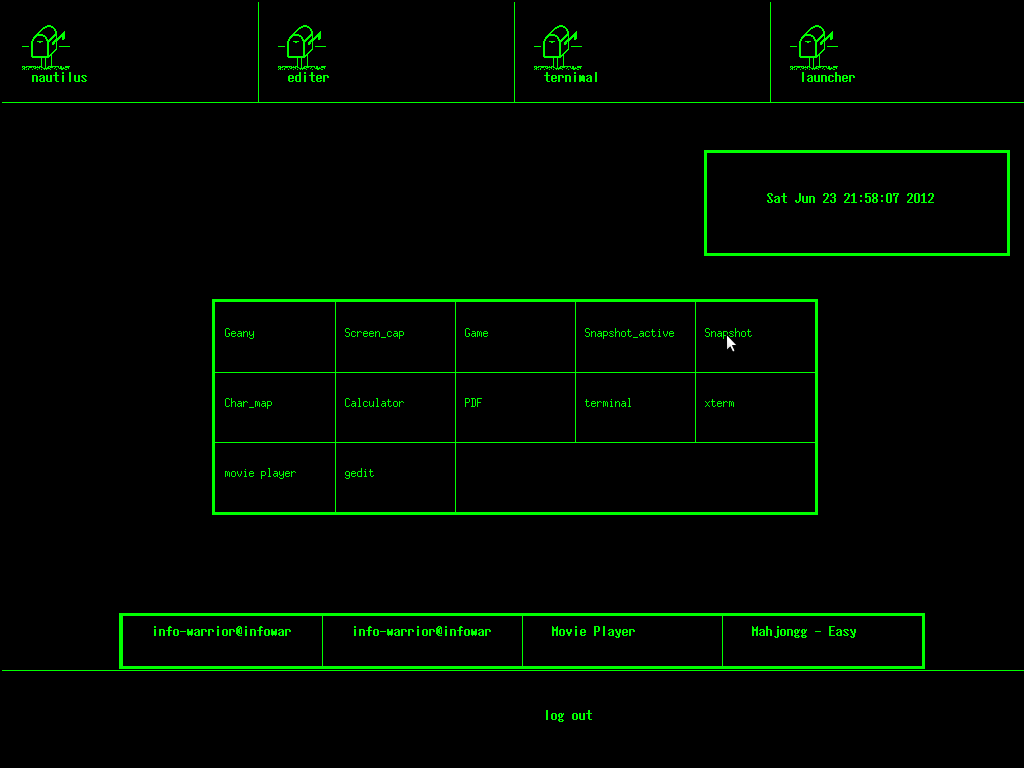 nautilus editer ternimal launcher
Sat Jun 23 21:58:07 2012
Geany Screen_cap Game Snapshot_active Snapshot
Char_map Calculator PDF terminal xterm
movie player gedit
info-warrior@infowar info-warrior@infowar Movie Player Mahjongg - Easy
log out